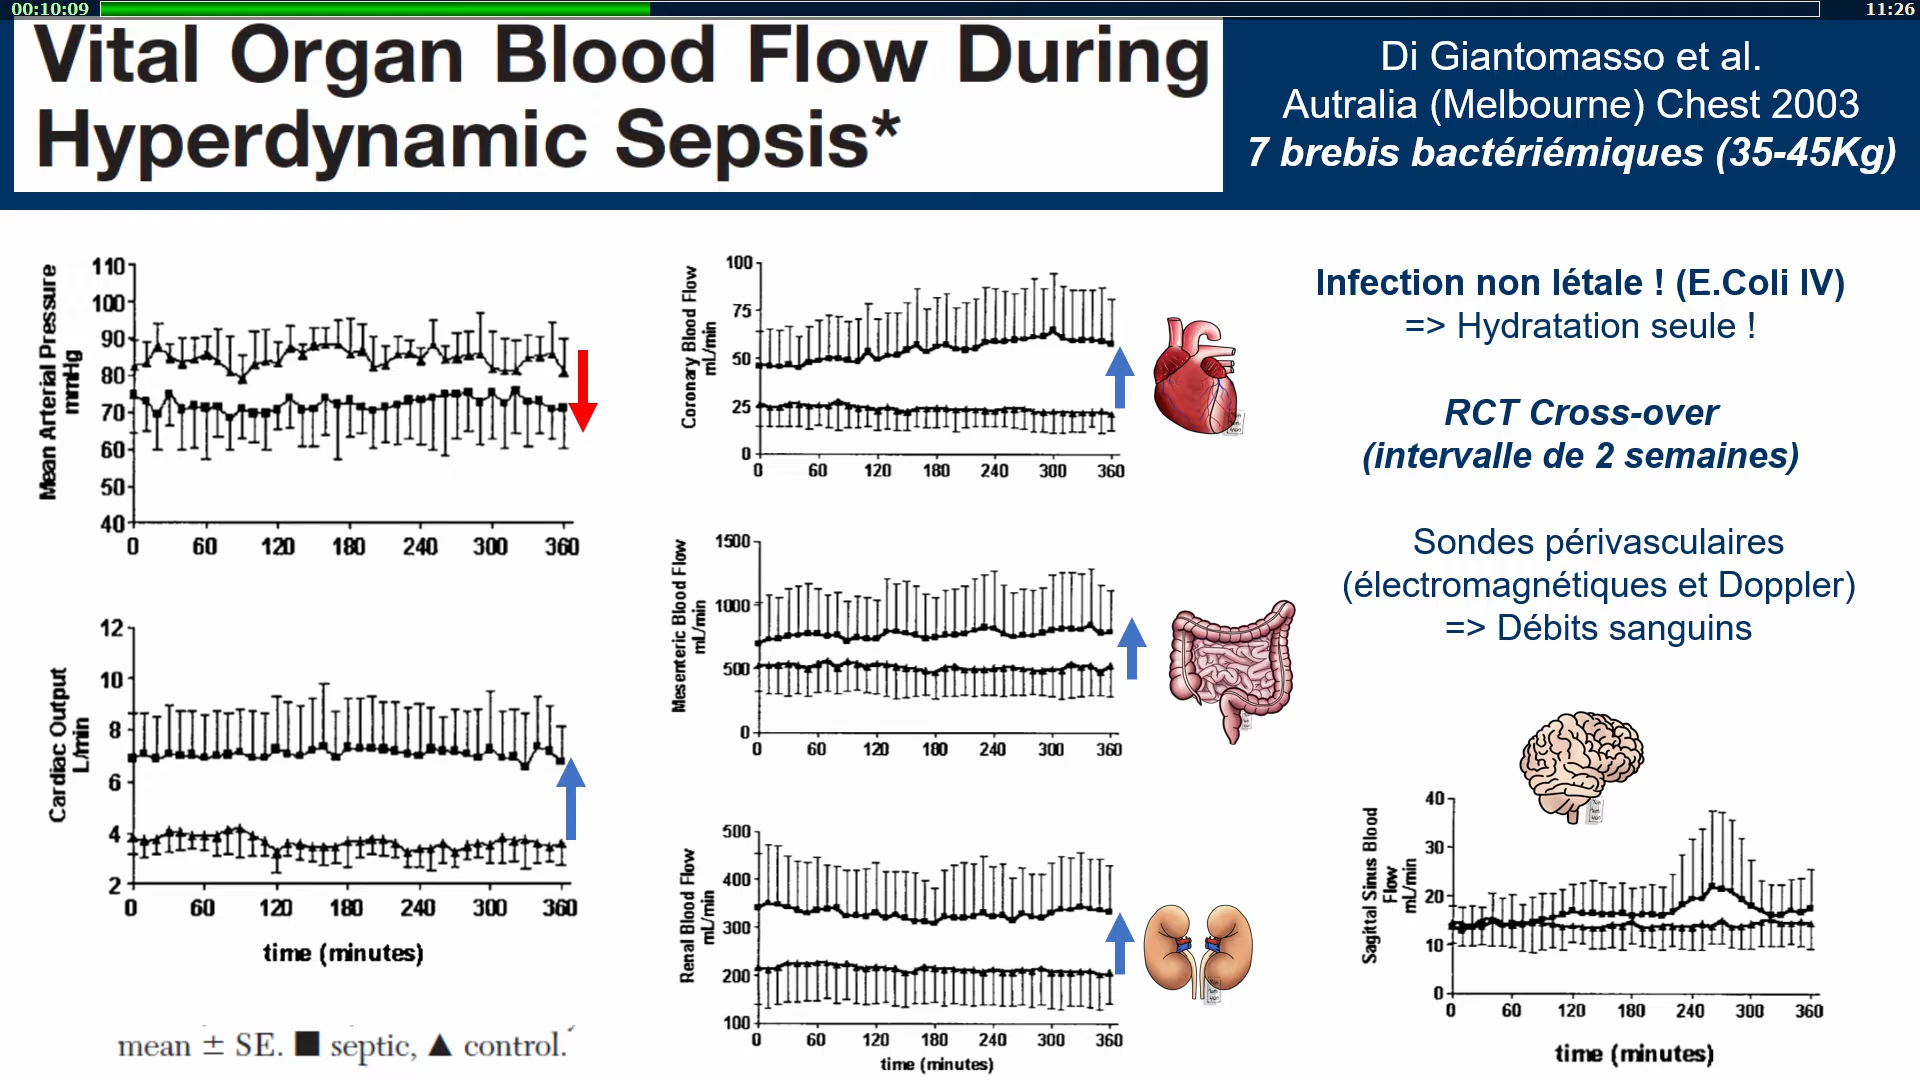 00:10:09
11:26
Vital Organ Blood Flow During
Hyperdynamic Sepsis*
Di Giantomasso et al.
Autralia (Melbourne) Chest 2003
7 brebis bactériémiques (35-45Kg)
Mean Arterial Pressure
mmHg
110
100
90
80
70
60
50
40
0 60 120 180 240 300 360
Cardiac Output
L/min
12
10
8
6
4
2
0 60 120 180 240 300 360
time (minutes)
mean ± SE. ■ septic, ▲ control.
Coronary Blood Flow
mL/min
100
75
50
25
0
0 60 120 180 240 300 360
Mesenteric Blood Flow
mL/min
1500
1000
500
0
0 60 120 180 240 300 360
Renal Blood Flow
mL/min
500
400
300
200
100
0 60 120 180 240 300 360
time (minutes)
Infection non létale ! (E.Coli IV)
=> Hydratation seule !
RCT Cross-over
(intervalle de 2 semaines)
Sondes périvasculaires
(électromagnétiques et Doppler)
=> Débits sanguins
Sagittal Sinus Blood
Flow
mL/min
40
30
20
10
0
0 60 120 180 240 300 360
time (minutes)